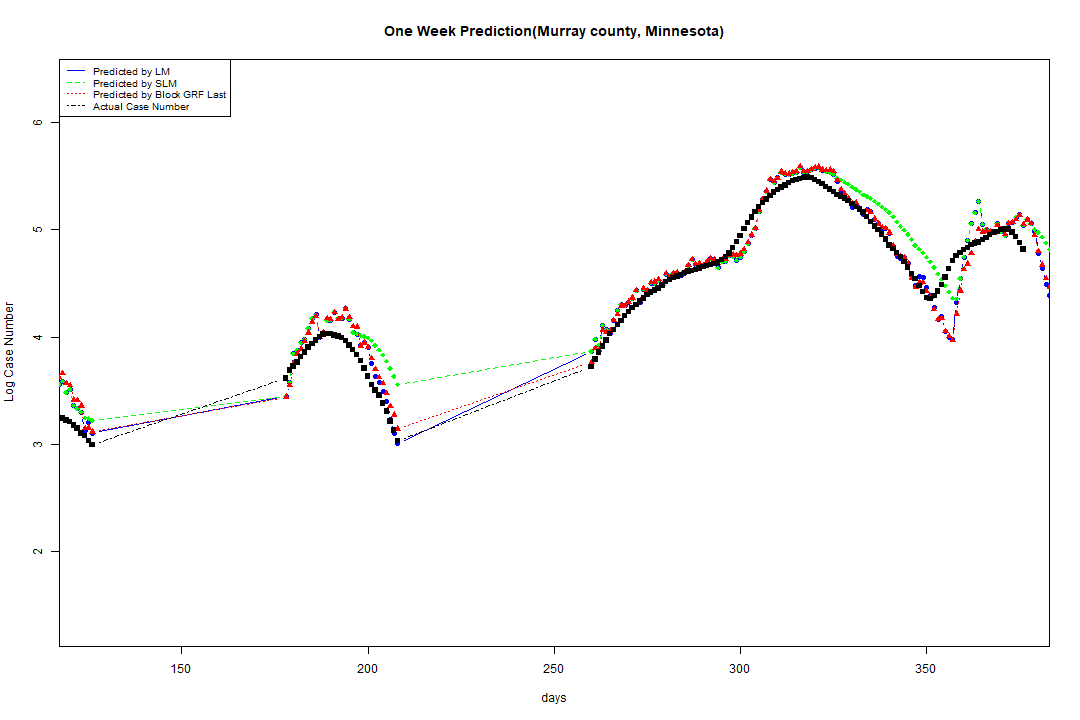 One Week Prediction(Murray county, Minnesota)
Predicted by LM
Predicted by SLM
Predicted by Block GRF Last
Actual Case Number
6
5
4
3
2
Log Case Number
150 200 250 300 350
days